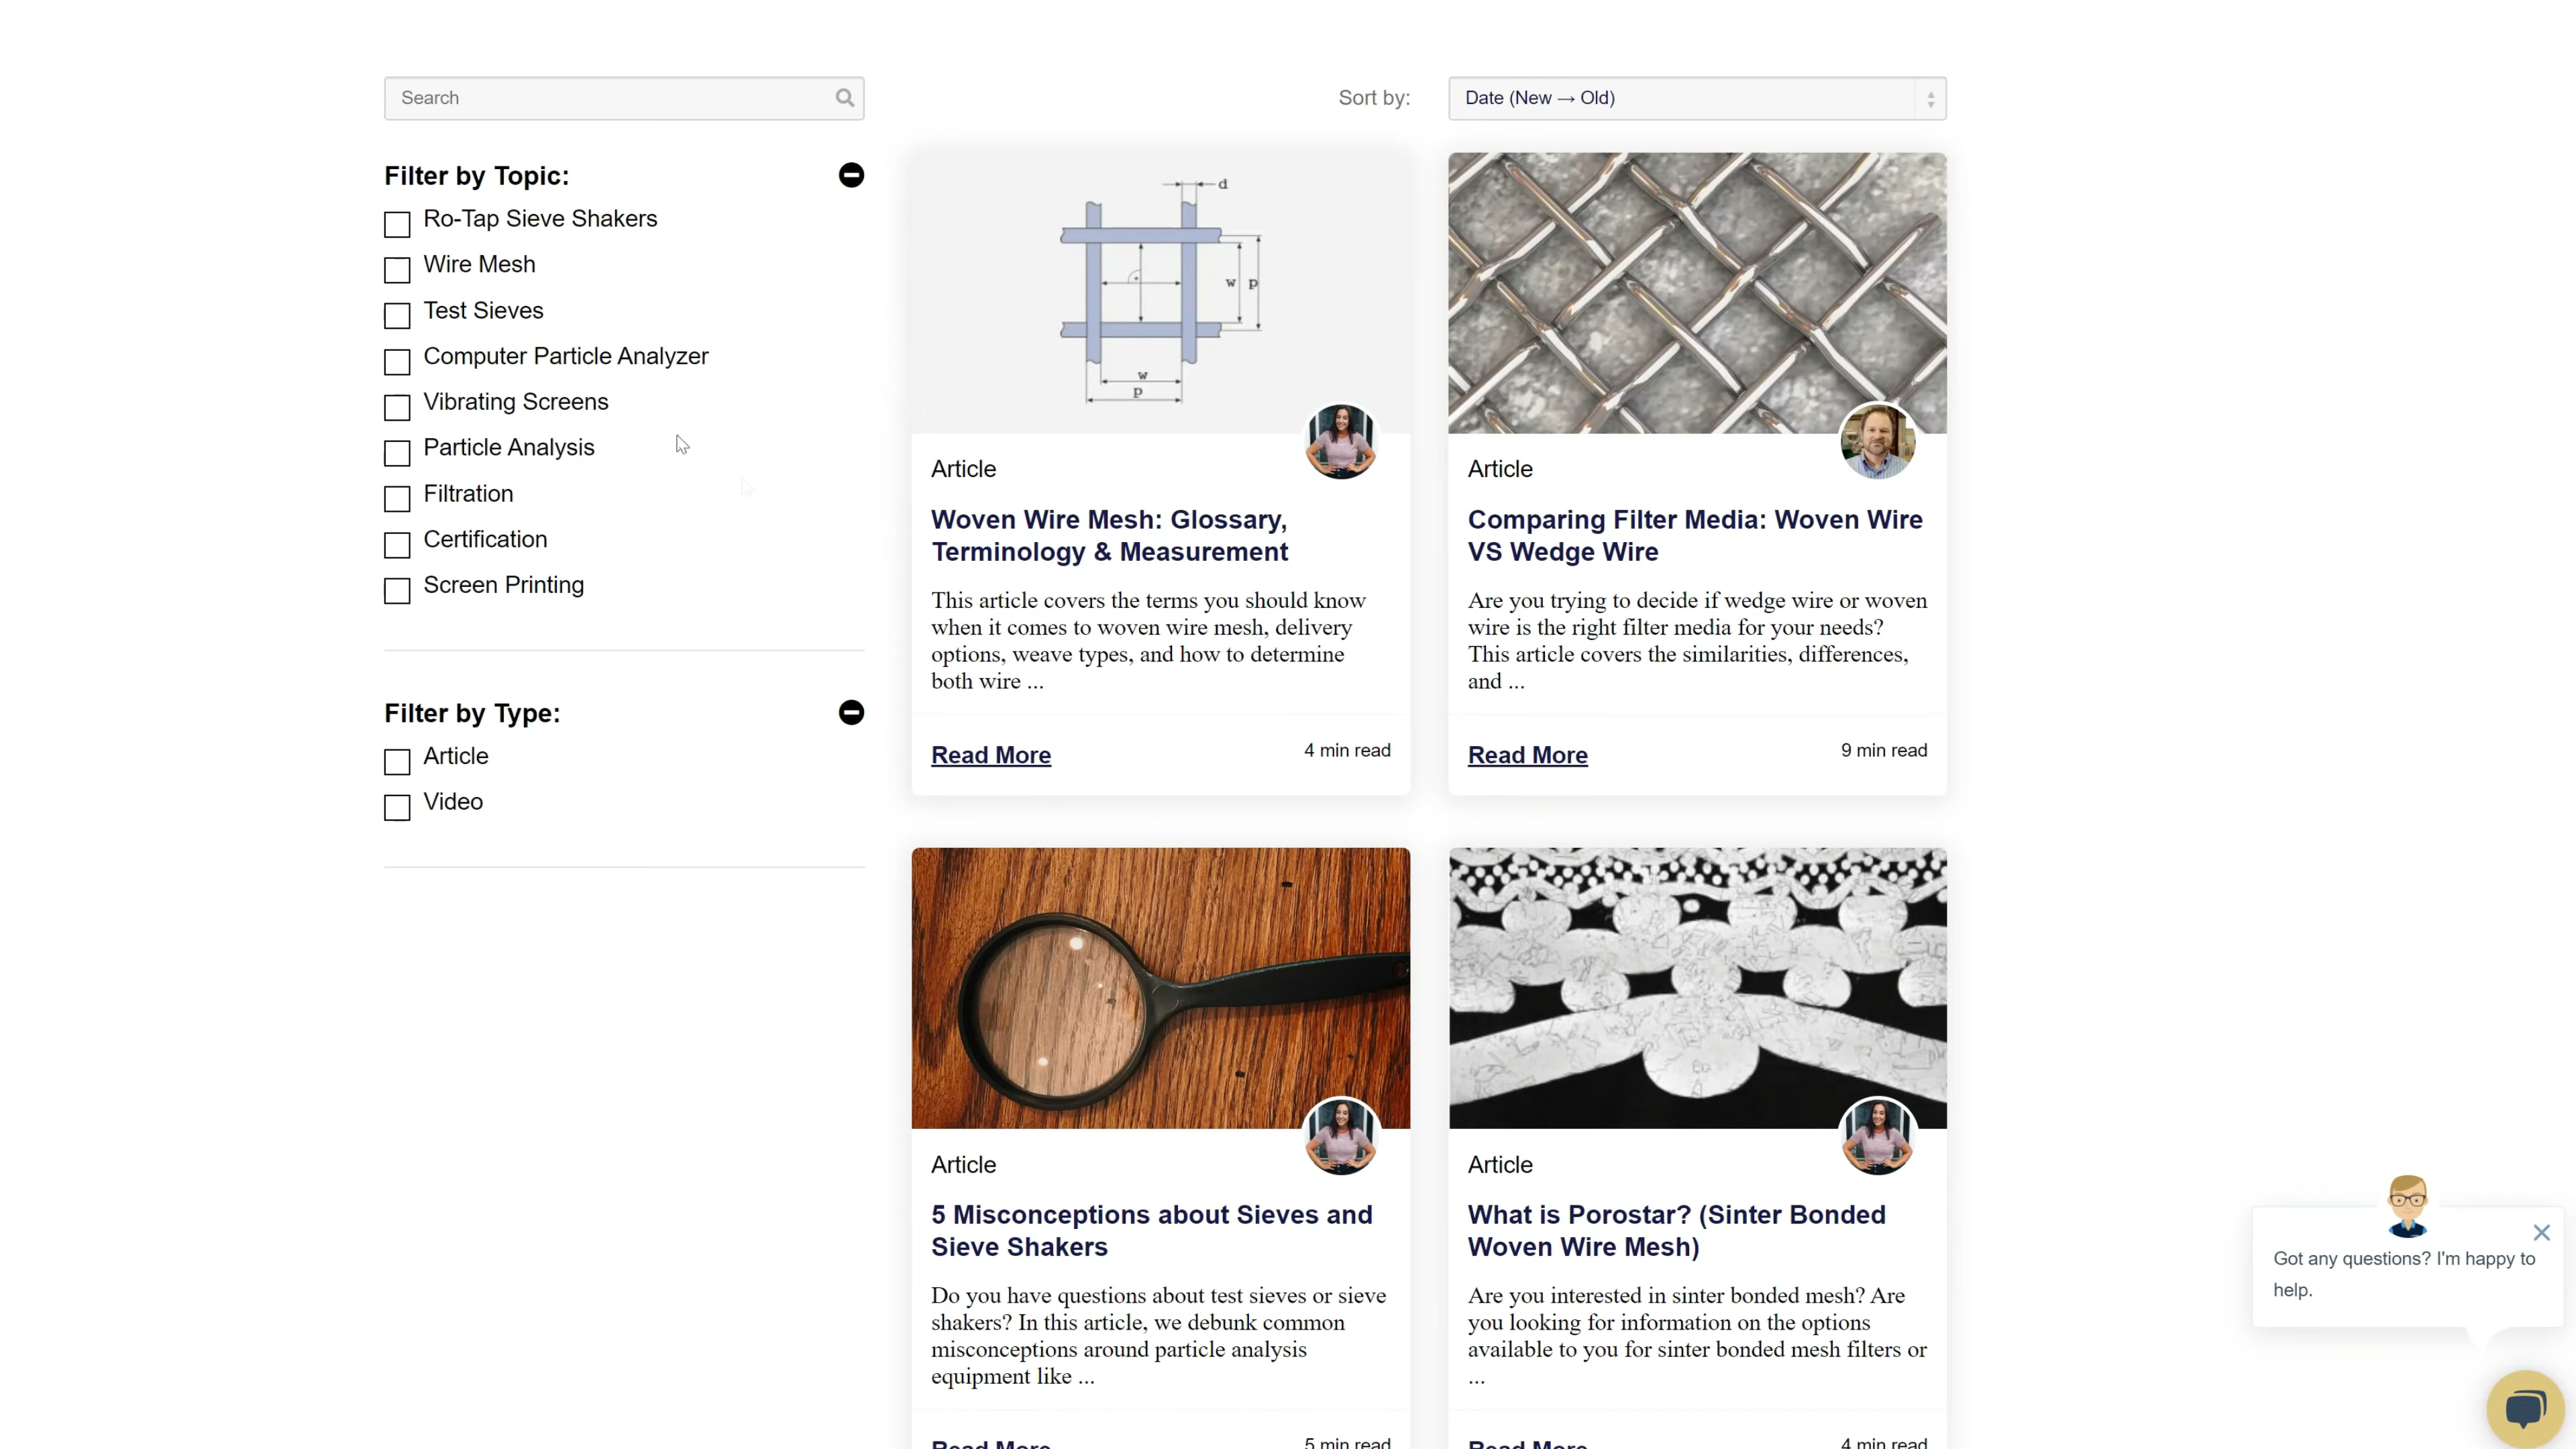 Search
Sort by:
Date (New → Old)
Filter by Topic:
Ro-Tap Sieve Shakers
Wire Mesh
Test Sieves
Computer Particle Analyzer
Vibrating Screens
Particle Analysis
Filtration
Certification
Screen Printing
Filter by Type:
Article
Video
d
w p
w
p
Article
Woven Wire Mesh: Glossary,
Terminology & Measurement
This article covers the terms you should know
when it comes to woven wire mesh, delivery
options, weave types, and how to determine
both wire ...
Read More
4 min read
Article
Comparing Filter Media: Woven Wire
VS Wedge Wire
Are you trying to decide if wedge wire or woven
wire is the right filter media for your needs?
This article covers the similarities, differences,
and ...
Read More
9 min read
Article
5 Misconceptions about Sieves and
Sieve Shakers
Do you have questions about test sieves or sieve
shakers? In this article, we debunk common
misconceptions around particle analysis
equipment like ...
Read More
5 min read
Article
What is Porostar? (Sinter Bonded
Woven Wire Mesh)
Are you interested in sinter bonded mesh? Are
you looking for information on the options
available to you for sinter bonded mesh filters or
...
Read More
4 min read
Got any questions? I'm happy to
help.